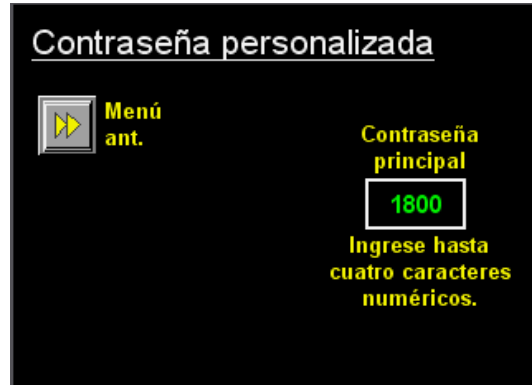 Contraseña personalizada
Menú
ant.
Contraseña
principal
1800
Ingrese hasta
cuatro caracteres
numéricos.